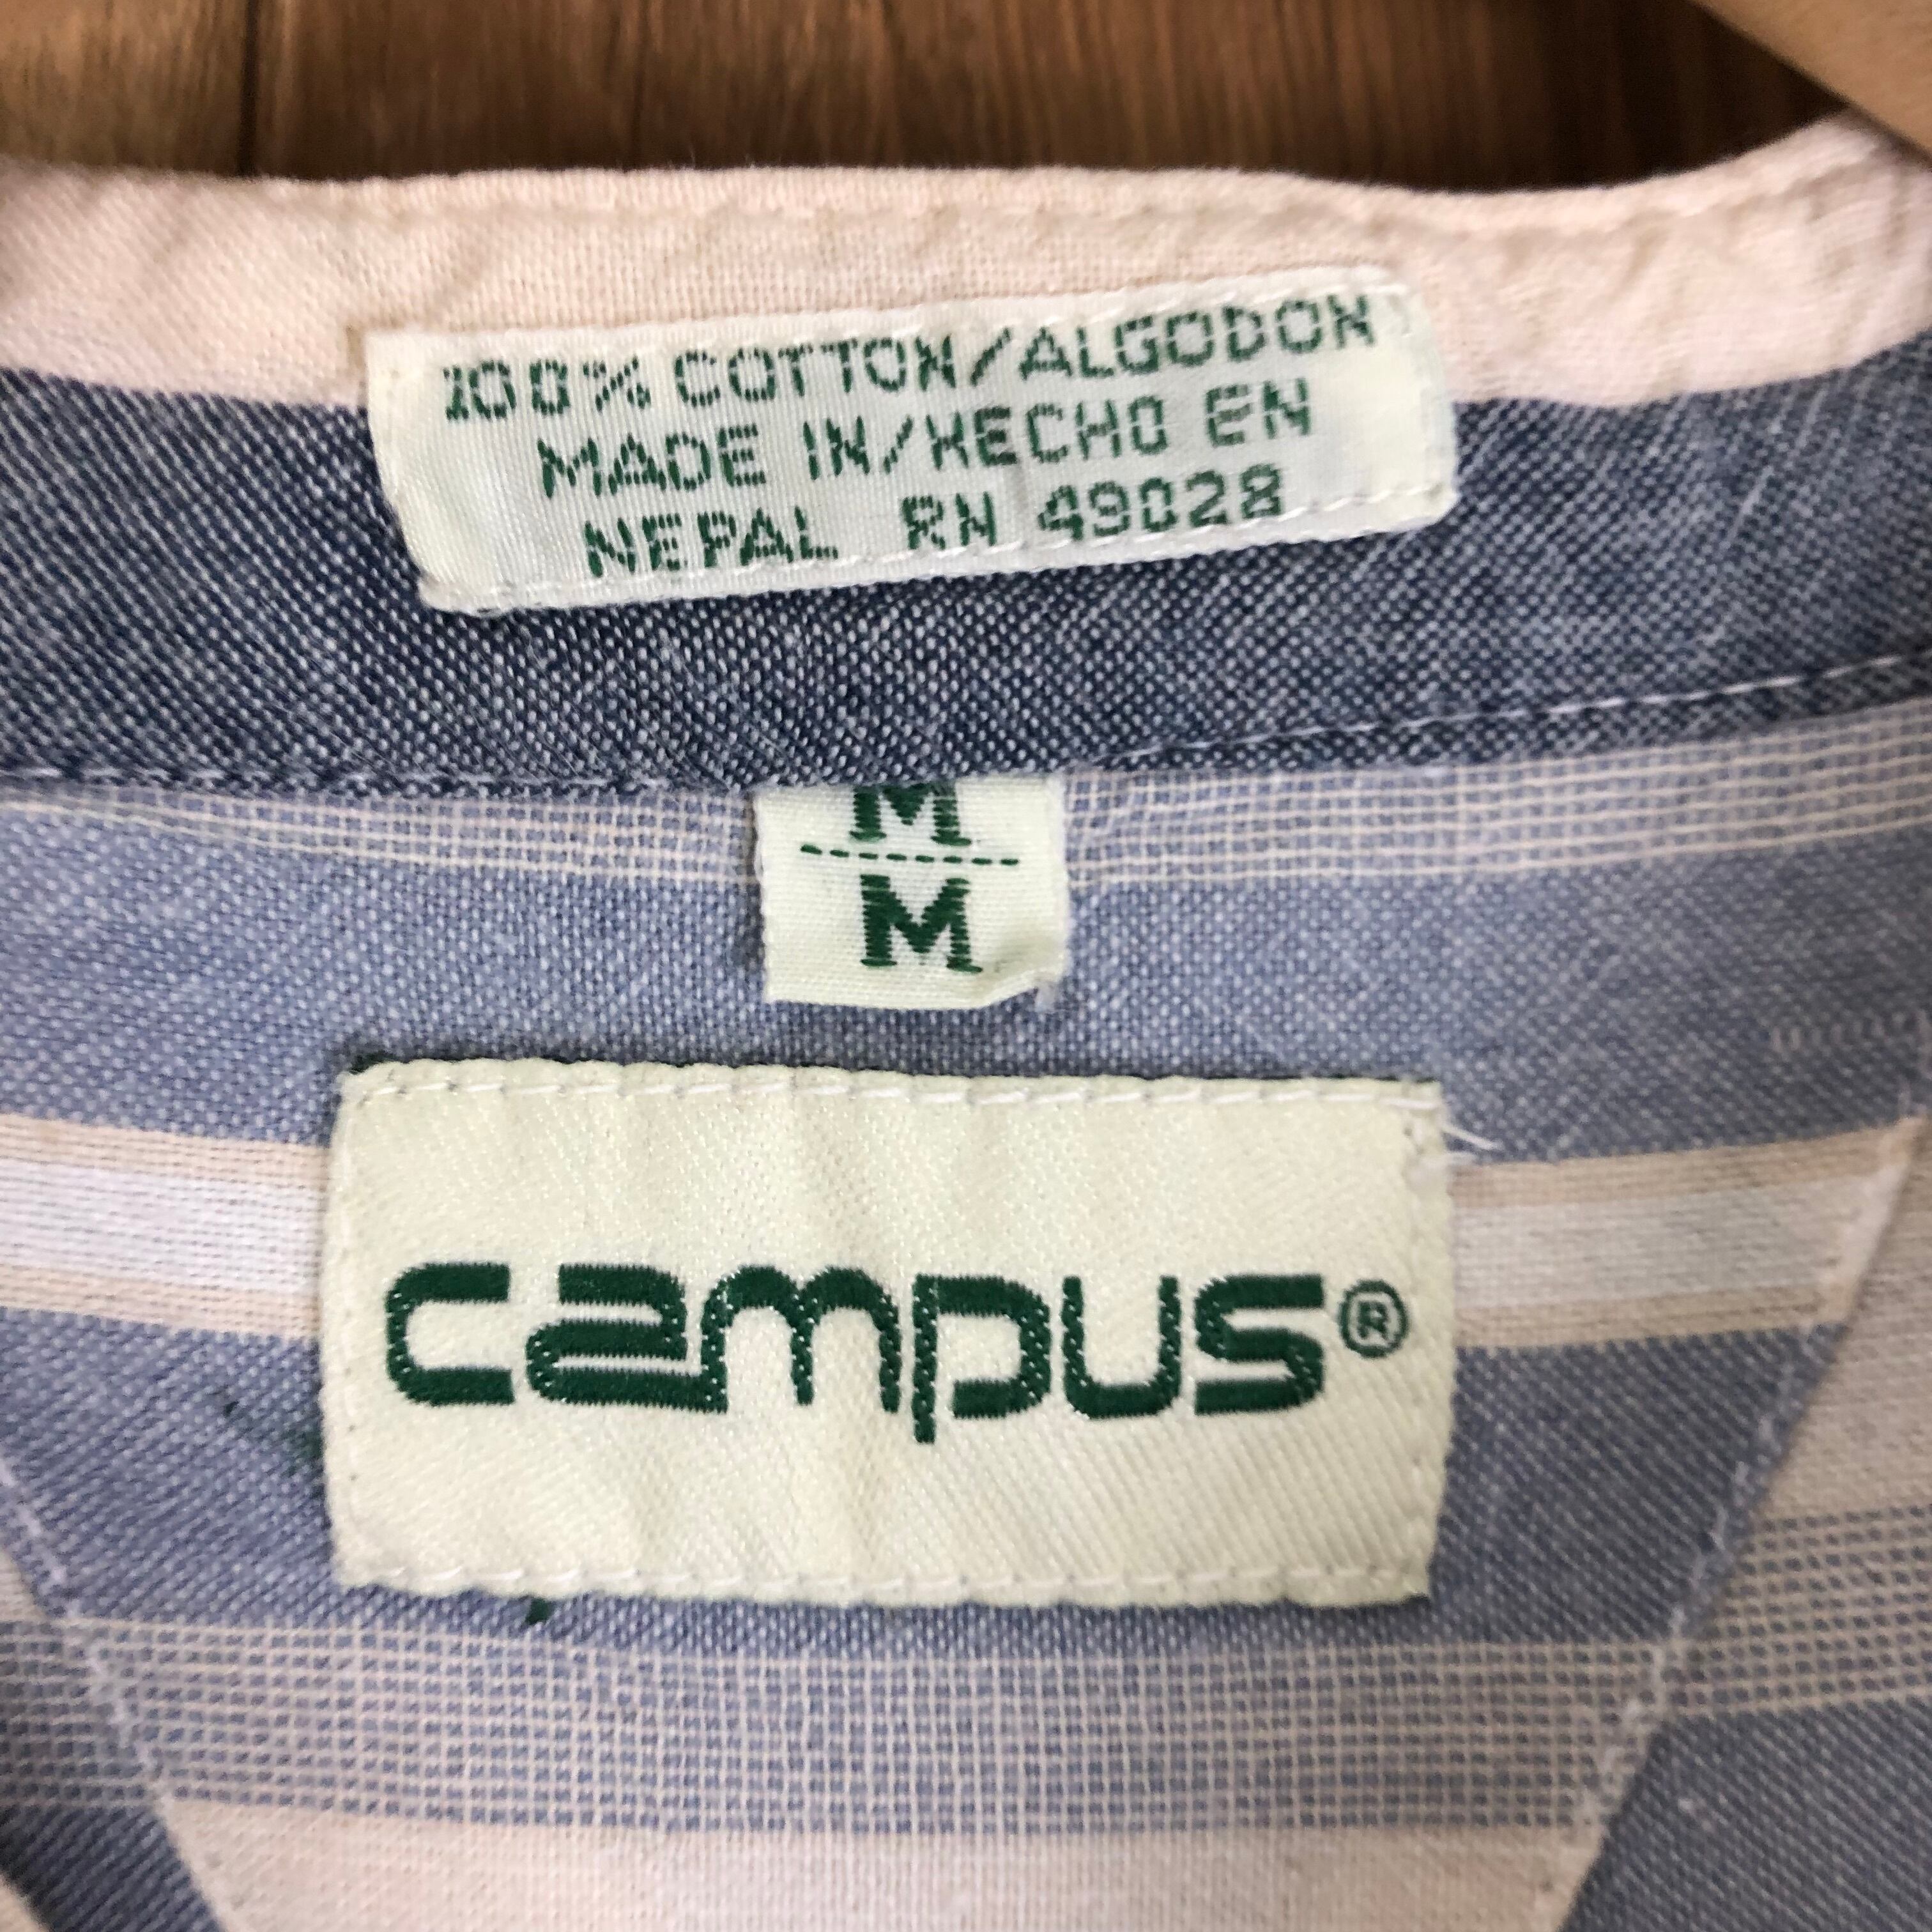 100% COTTON/ALGODON
MADE IN/HECHO EN
NEPAL RN 49028
M
M
campus®